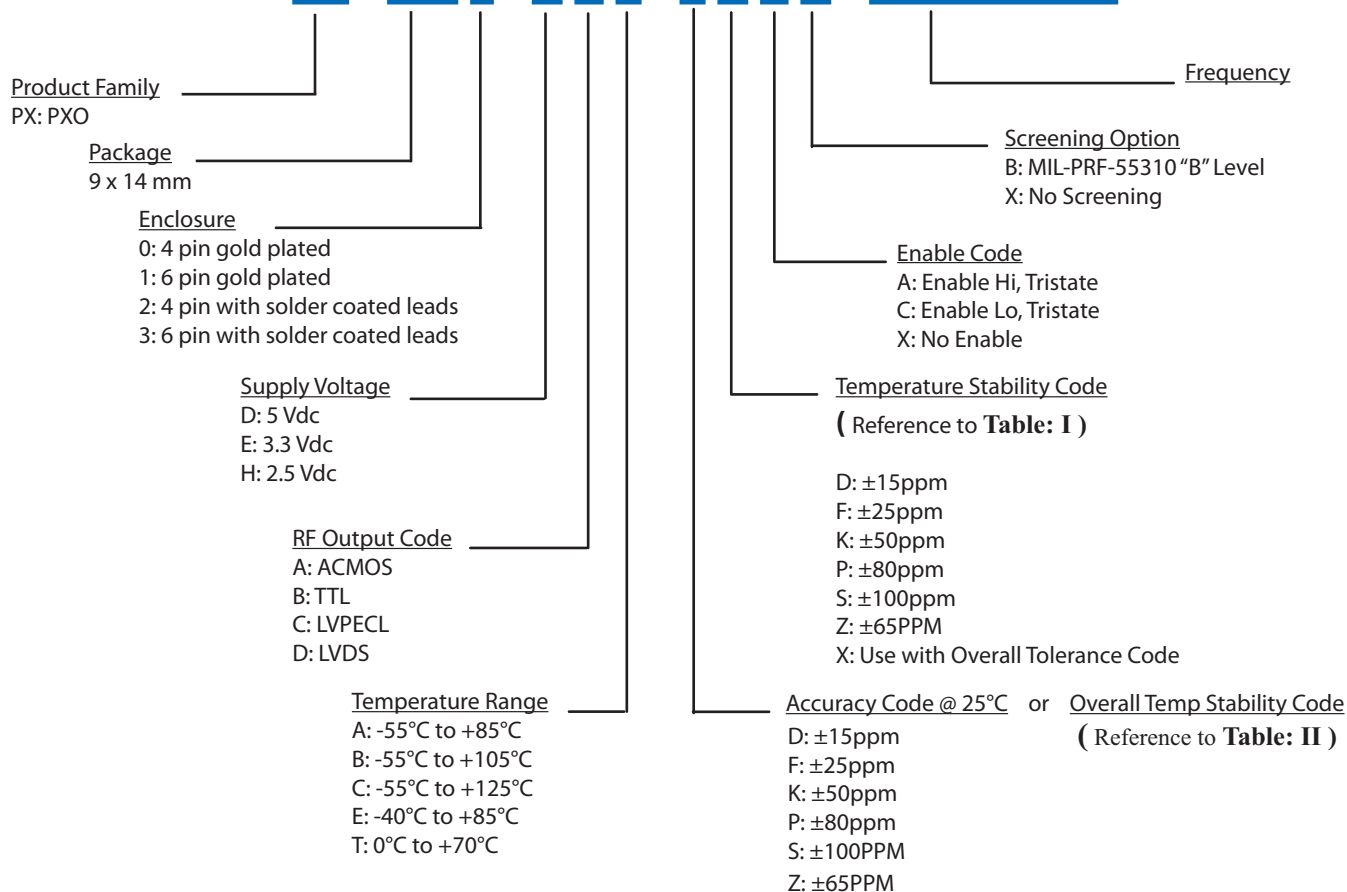 Product Family
PX: PXO
Package
9 x 14 mm
Enclosure
0: 4 pin gold plated
1: 6 pin gold plated
2: 4 pin with solder coated leads
3: 6 pin with solder coated leads
Supply Voltage
D: 5 Vdc
E: 3.3 Vdc
H: 2.5 Vdc
RF Output Code
A: ACMOS
B: TTL
C: LVPECL
D: LVDS
Temperature Range
A: -55°C to +85°C
B: -55°C to +105°C
C: -55°C to +125°C
E: -40°C to +85°C
T: 0°C to +70°C
Frequency
Screening Option
B: MIL-PRF-55310 “B” Level
X: No Screening
Enable Code
A: Enable Hi, Tristate
C: Enable Lo, Tristate
X: No Enable
Temperature Stability Code
( Reference to Table: I )
D: ±15ppm
F: ±25ppm
K: ±50ppm
P: ±80ppm
S: ±100ppm
Z: ±65PPM
X: Use with Overall Tolerance Code
Accuracy Code @ 25°C or Overall Temp Stability Code
( Reference to Table: II )
D: ±15ppm
F: ±25ppm
K: ±50ppm
P: ±80ppm
S: ±100PPM
Z: ±65PPM